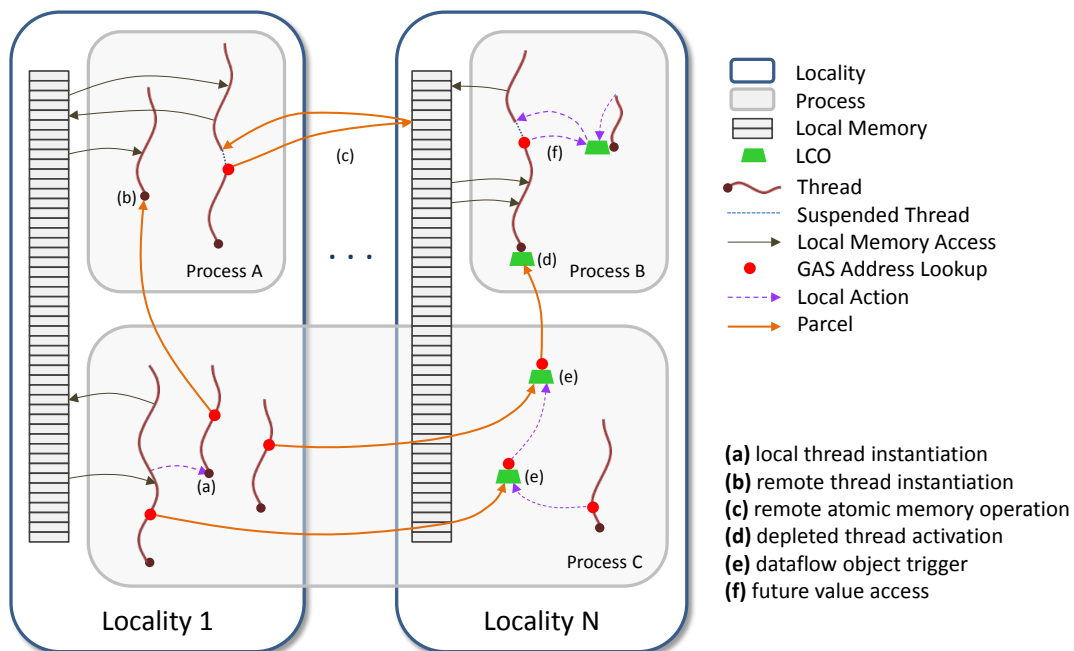 (b)
Process A
(c)
. . .
(f)
(d)
Process B
(a)
(e)
(e)
Process C
Locality 1
Locality N
Locality
Process
Local Memory
LCO
Thread
Suspended Thread
Local Memory Access
GAS Address Lookup
Local Action
Parcel
(a) local thread instantiation
(b) remote thread instantiation
(c) remote atomic memory operation
(d) depleted thread activation
(e) dataflow object trigger
(f) future value access